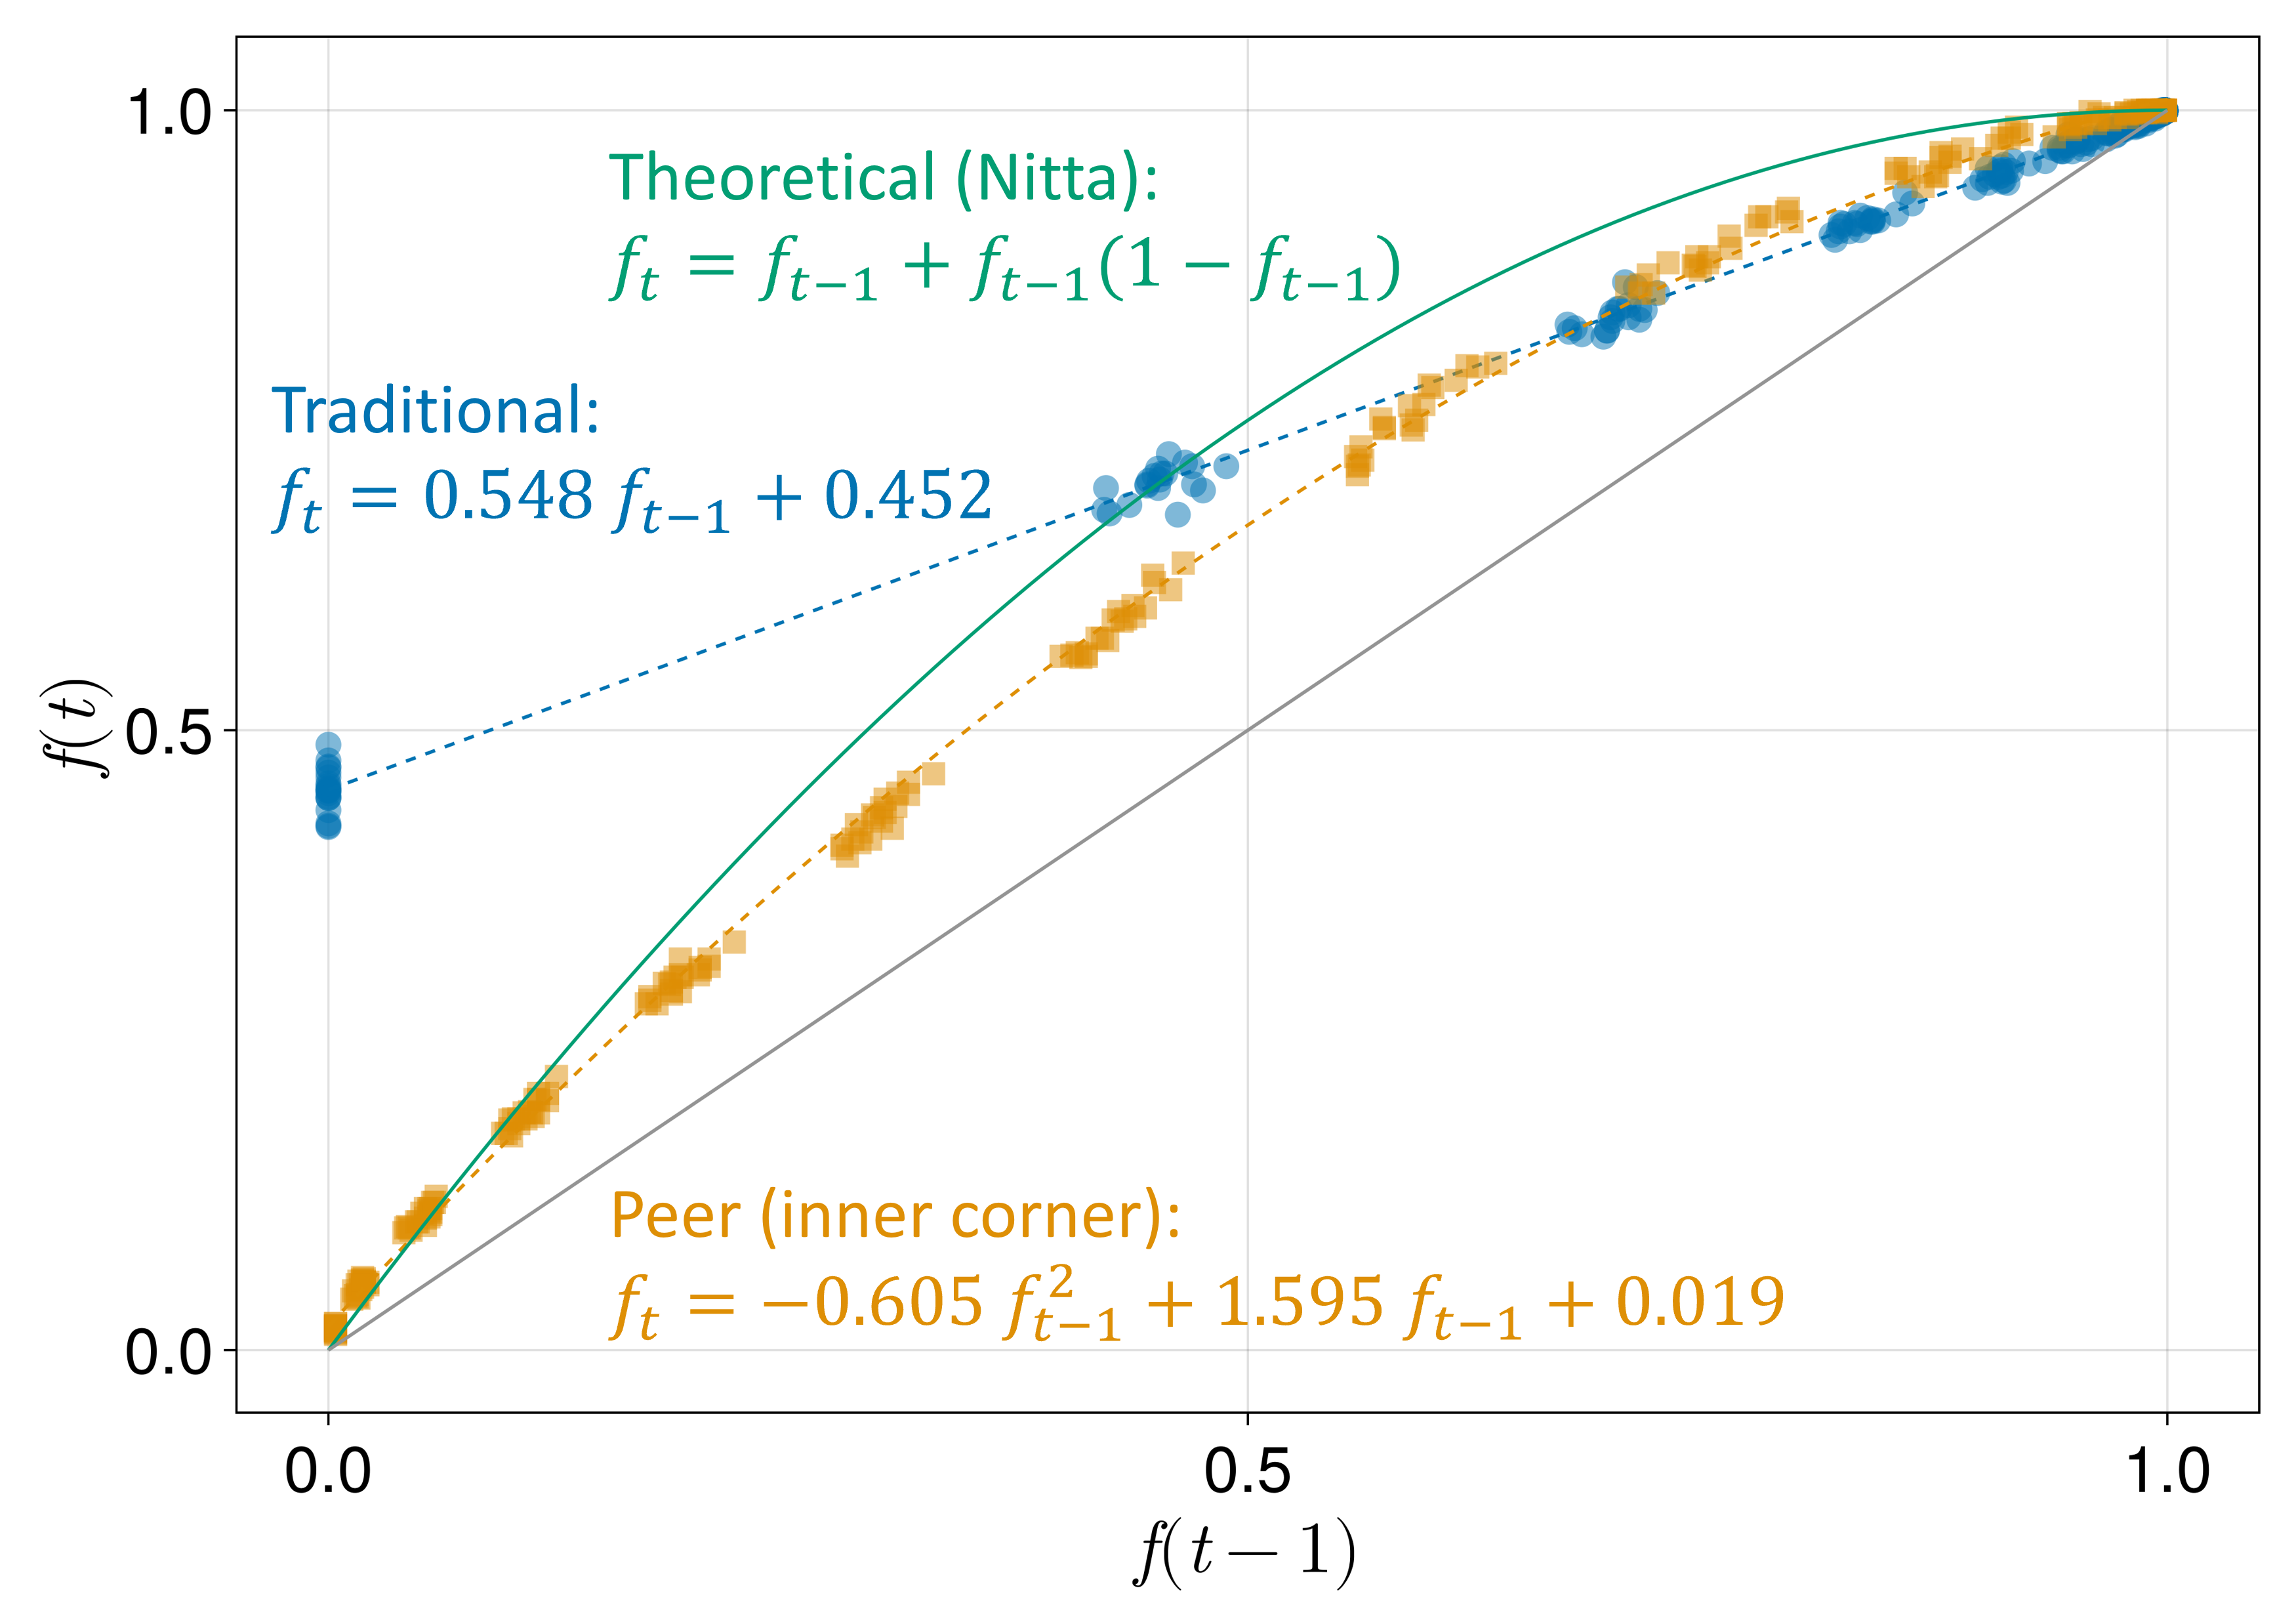 1.0
Theoretical (Nitta):
f_t = f_{t−1} + f_{t−1}(1 − f_{t−1})
Traditional:
f_t = 0.548 f_{t−1} + 0.452
f(t)
0.5
Peer (inner corner):
f_t = −0.605 f_{t−1}^2 + 1.595 f_{t−1} + 0.019
0.0
0.0 0.5 1.0
f(t − 1)